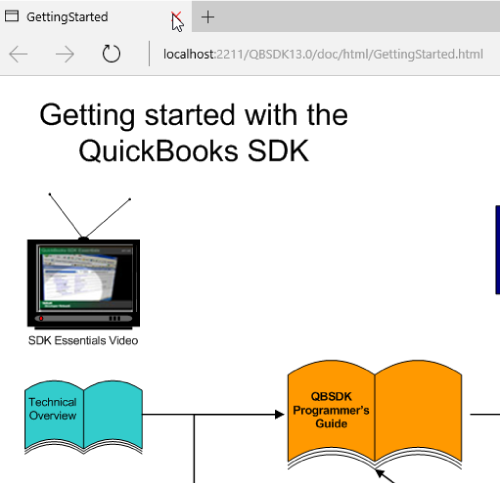 GettingStarted
localhost:2211/QBSDK13.0/doc/html/GettingStarted.html
Getting started with the
QuickBooks SDK
SDK Essentials Video
Technical
Overview
QBSDK
Programmer's
Guide